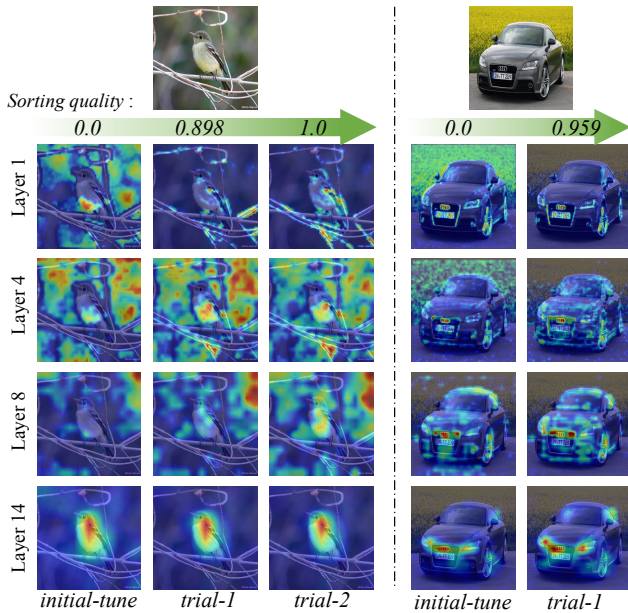 Sorting quality :
0.0 0.898 1.0 0.0 0.959
Layer 1
Layer 4
Layer 8
Layer 14
initial-tune trial-1 trial-2 initial-tune trial-1